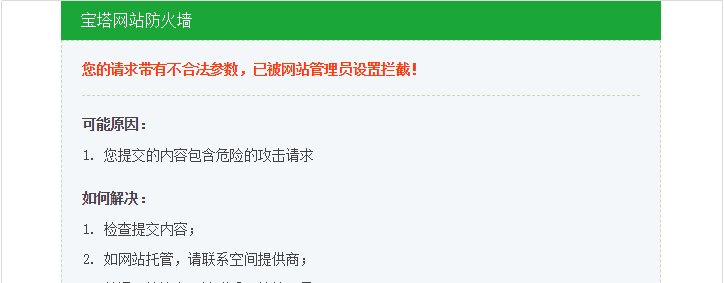 宝塔网站防火墙
您的请求带有不合法参数，已被网站管理员设置拦截！
可能原因：
1. 您提交的内容包含危险的攻击请求
如何解决：
1. 检查提交内容；
2. 如网站托管，请联系空间提供商；